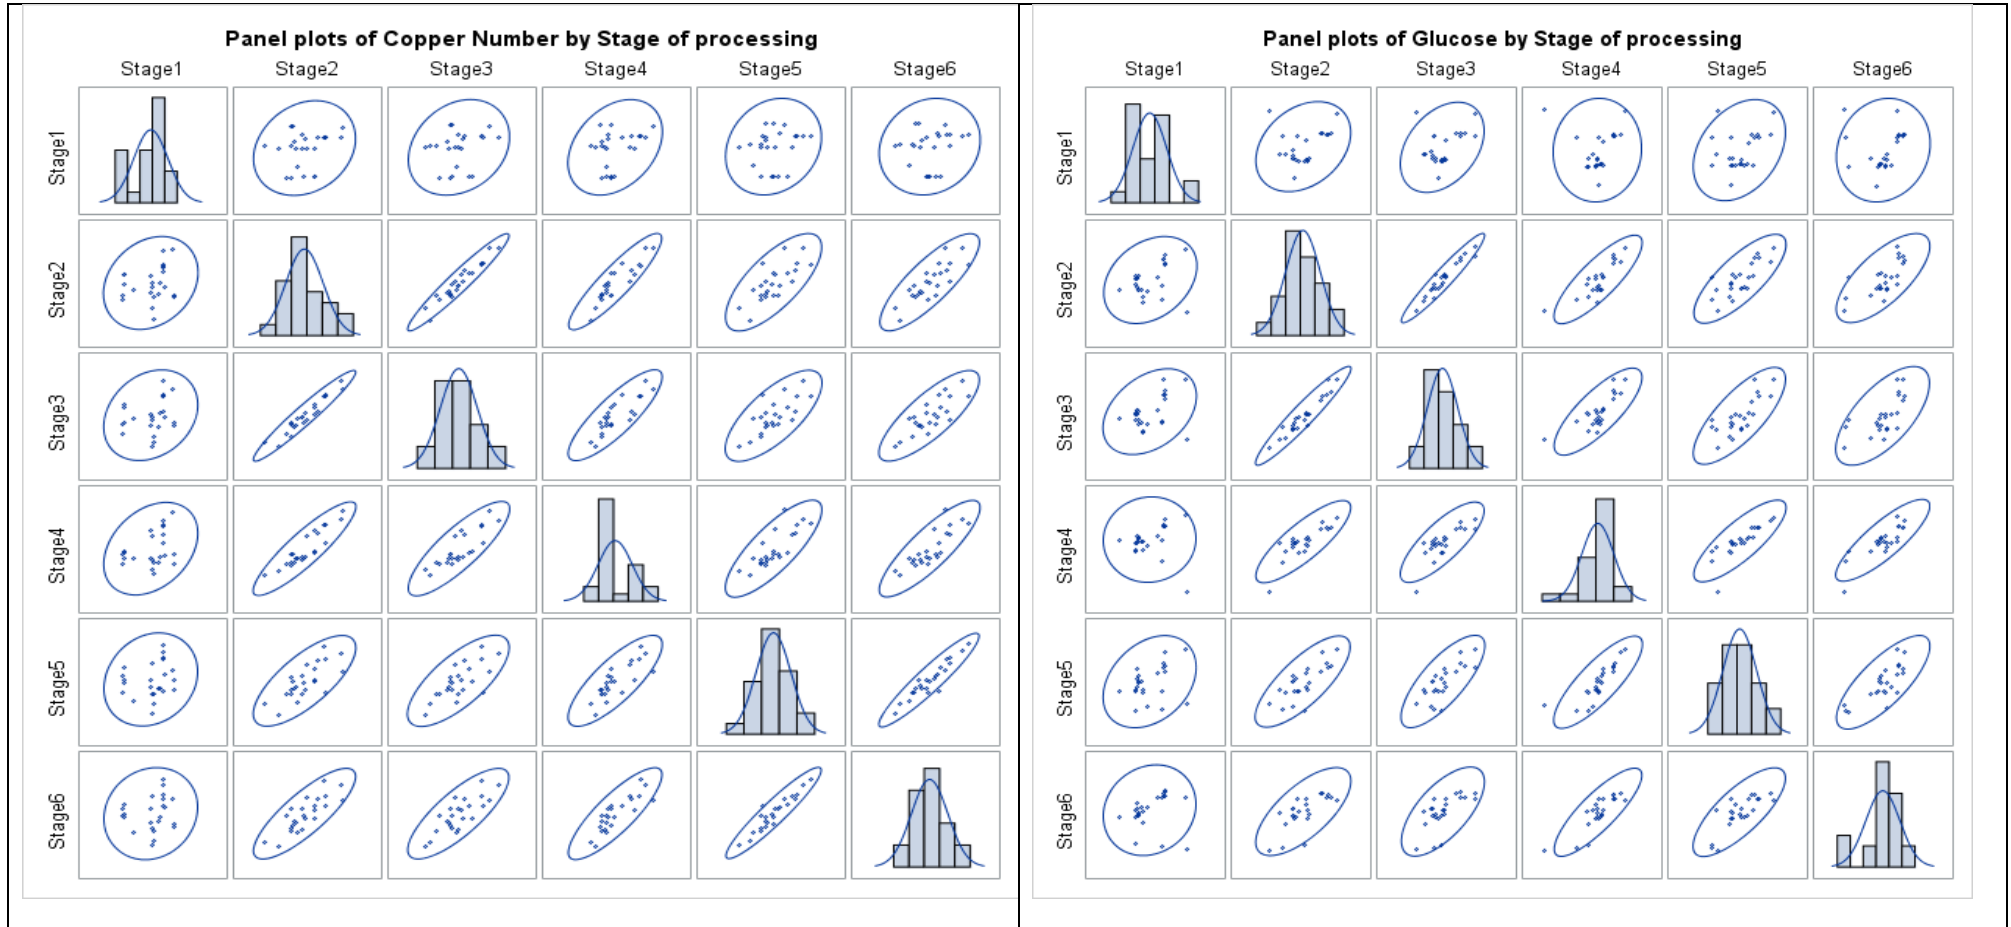 Panel plots of Copper Number by Stage of processing
Stage1 Stage2 Stage3 Stage4 Stage5 Stage6
Stage1
Stage2
Stage3
Stage4
Stage5
Stage6
Panel plots of Glucose by Stage of processing
Stage1 Stage2 Stage3 Stage4 Stage5 Stage6
Stage1
Stage2
Stage3
Stage4
Stage5
Stage6